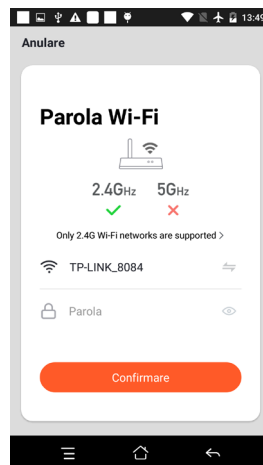 13:49
Anulare
Parola Wi-Fi
2.4GHz 5GHz
Only 2.4G Wi-Fi networks are supported >
TP-LINK_8084
Parola
Confirmare